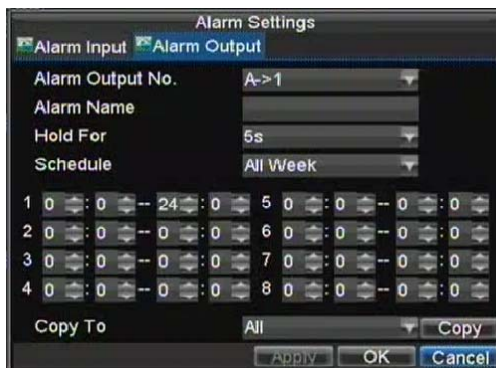 Alarm Settings
Alarm Input Alarm Output
Alarm Output No. A->1
Alarm Name
Hold For 5s
Schedule All Week
1 0 : 0 -- 24 : 0 5 0 : 0 -- 0 : 0
2 0 : 0 -- 0 : 0 6 0 : 0 -- 0 : 0
3 0 : 0 -- 0 : 0 7 0 : 0 -- 0 : 0
4 0 : 0 -- 0 : 0 8 0 : 0 -- 0 : 0
Copy To All Copy
Apply OK Cancel